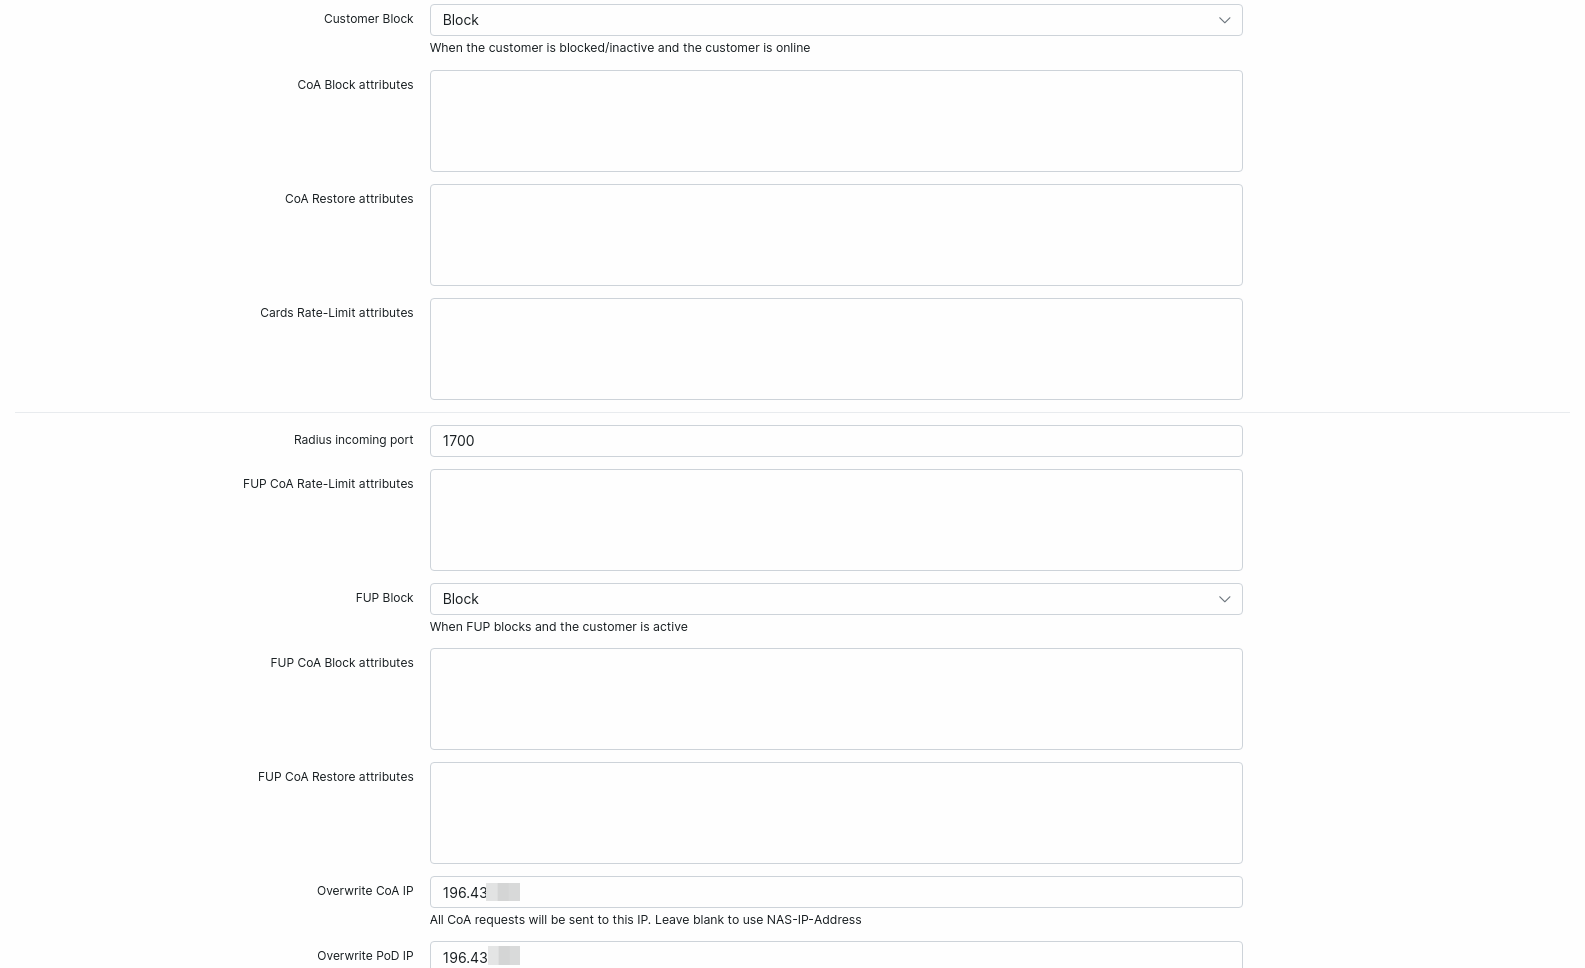 Customer Block
Block
When the customer is blocked/inactive and the customer is online
CoA Block attributes
CoA Restore attributes
Cards Rate-Limit attributes
Radius incoming port
1700
FUP CoA Rate-Limit attributes
FUP Block
Block
When FUP blocks and the customer is active
FUP CoA Block attributes
FUP CoA Restore attributes
Overwrite CoA IP
196.43
All CoA requests will be sent to this IP. Leave blank to use NAS-IP-Address
Overwrite PoD IP
196.43